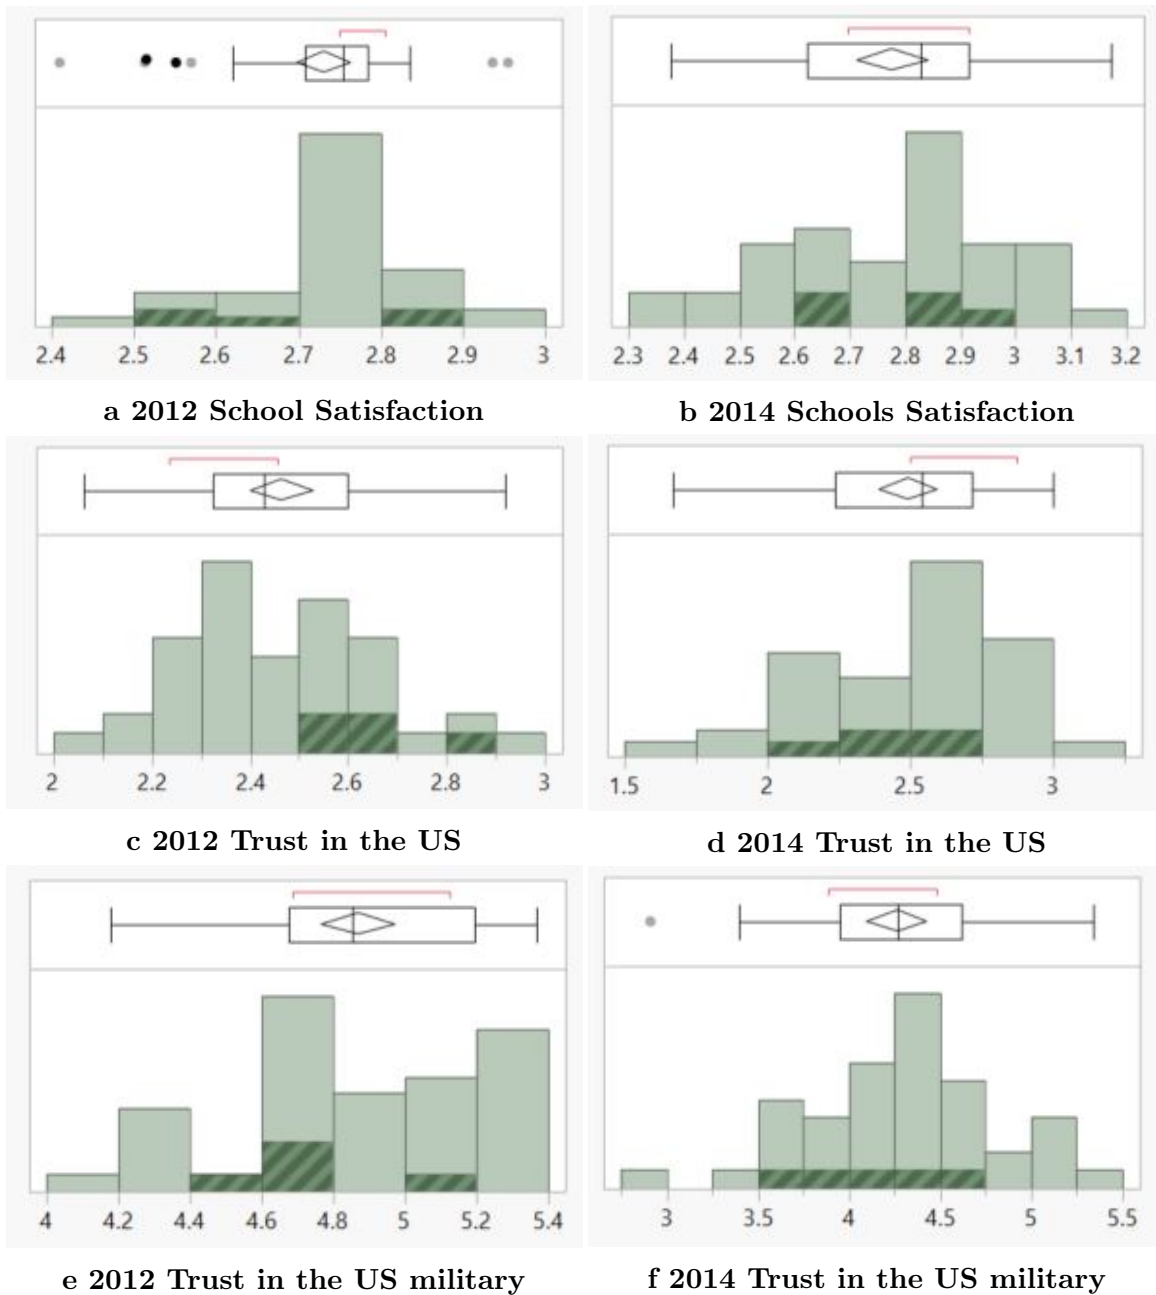 2.4 2.5 2.6 2.7 2.8 2.9 3
2.3 2.4 2.5 2.6 2.7 2.8 2.9 3 3.1 3.2
a 2012 School Satisfaction
b 2014 Schools Satisfaction
2 2.2 2.4 2.6 2.8 3
1.5 2 2.5 3
c 2012 Trust in the US
d 2014 Trust in the US
4 4.2 4.4 4.6 4.8 5 5.2 5.4
3 3.5 4 4.5 5 5.5
e 2012 Trust in the US military
f 2014 Trust in the US military